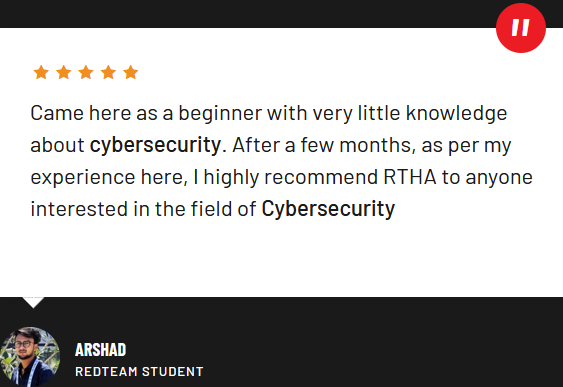 Came here as a beginner with very little knowledge
about cybersecurity. After a few months, as per my
experience here, I highly recommend RTHA to anyone
interested in the field of Cybersecurity
ARSHAD
REDTEAM STUDENT